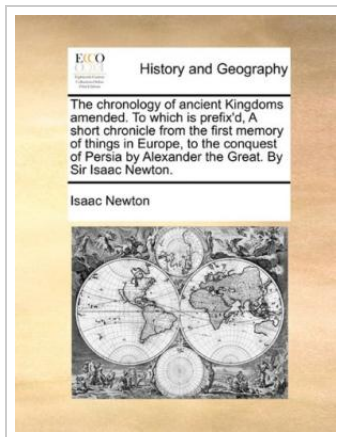 ECCO
History and Geography
The chronology of ancient Kingdoms
amended. To which is prefix'd, A
short chronicle from the first memory
of things in Europe, to the conquest
of Persia by Alexander the Great. By
Sir Isaac Newton.
Isaac Newton